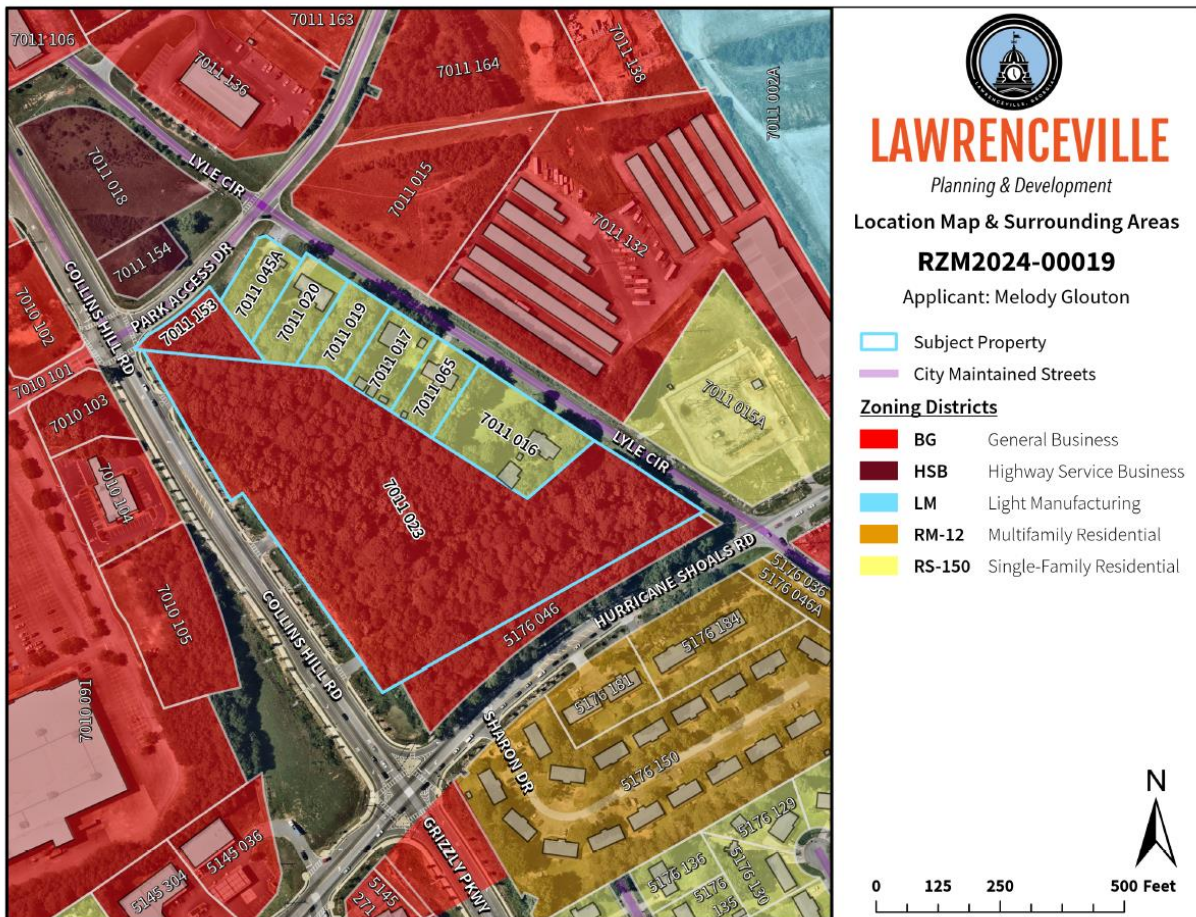 7011 106
7011 163
7011 136
7011 164
7011 138
7011 002A
7011 018
LYLE CIR
7011 015
7011 132
7011 154
PARK ACCESS DR
COLLINS HILL RD
7010 102
7011 153
7011 045A
7011 020
7011 019
7011 017
7011 065
7011 016
7011 015A
7010 101
7010 103
7010 104
7011 023
LYLE CIR
HURRICANE SHOALS RD
5176 046
5176 036
5176 046A
7010 105
COLLINS HILL RD
7010 091
5176 184
5176 181
SHARON DR
5176 150
5176 129
5176 136
5176 130
5176
135
GRIZZLY PKWY
5145 036
5145 304
5145
271
LAWRENCEVILLE, GEORGIA
LAWRENCEVILLE
Planning & Development
Location Map & Surrounding Areas
RZM2024-00019
Applicant: Melody Glouton
Subject Property
City Maintained Streets
Zoning Districts
BG General Business
HSB Highway Service Business
LM Light Manufacturing
RM-12 Multifamily Residential
RS-150 Single-Family Residential
N
0 125 250 500 Feet